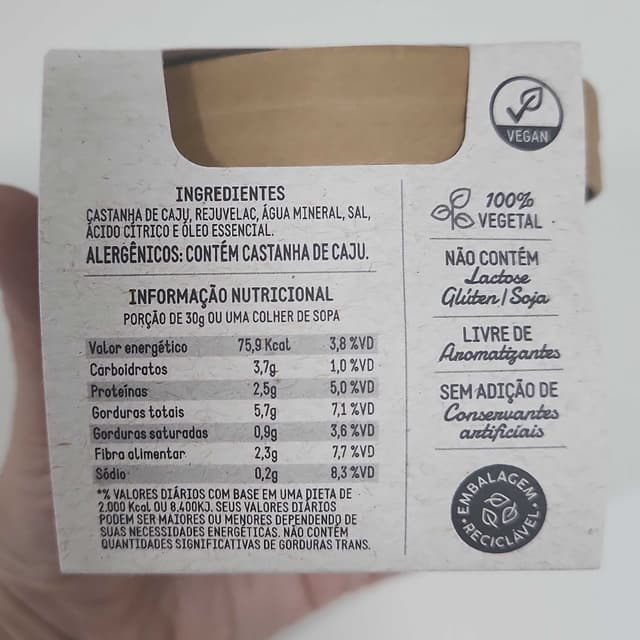 VEGAN
INGREDIENTES
CASTANHA DE CAJU, REJUVELAC, ÁGUA MINERAL, SAL,
ÁCIDO CÍTRICO E ÓLEO ESSENCIAL.
ALERGÊNICOS: CONTÉM CASTANHA DE CAJU.
INFORMAÇÃO NUTRICIONAL
PORÇÃO DE 30g OU UMA COLHER DE SOPA
Valor energético 75,9 Kcal 3,8 %VD
Carboidratos 3,7g 1,0 %VD
Proteínas 2,5g 5,0 %VD
Gorduras totais 5,7g 7,1 %VD
Gorduras saturadas 0,9g 3,6 %VD
Fibra alimentar 2,3g 7,7 %VD
Sódio 0,2g 8,3 %VD
*% VALORES DIÁRIOS COM BASE EM UMA DIETA DE
2.000 Kcal OU 8.400KJ. SEUS VALORES DIÁRIOS
PODEM SER MAIORES OU MENORES DEPENDENDO DE
SUAS NECESSIDADES ENERGÉTICAS. NÃO CONTÉM
QUANTIDADES SIGNIFICATIVAS DE GORDURAS TRANS.
100%
VEGETAL
NÃO CONTÉM
Lactose
Glúten | Soja
LIVRE DE
Aromatizantes
SEM ADIÇÃO DE
Conservantes
artificiais
EMBALAGEM
RECICLÁVEL